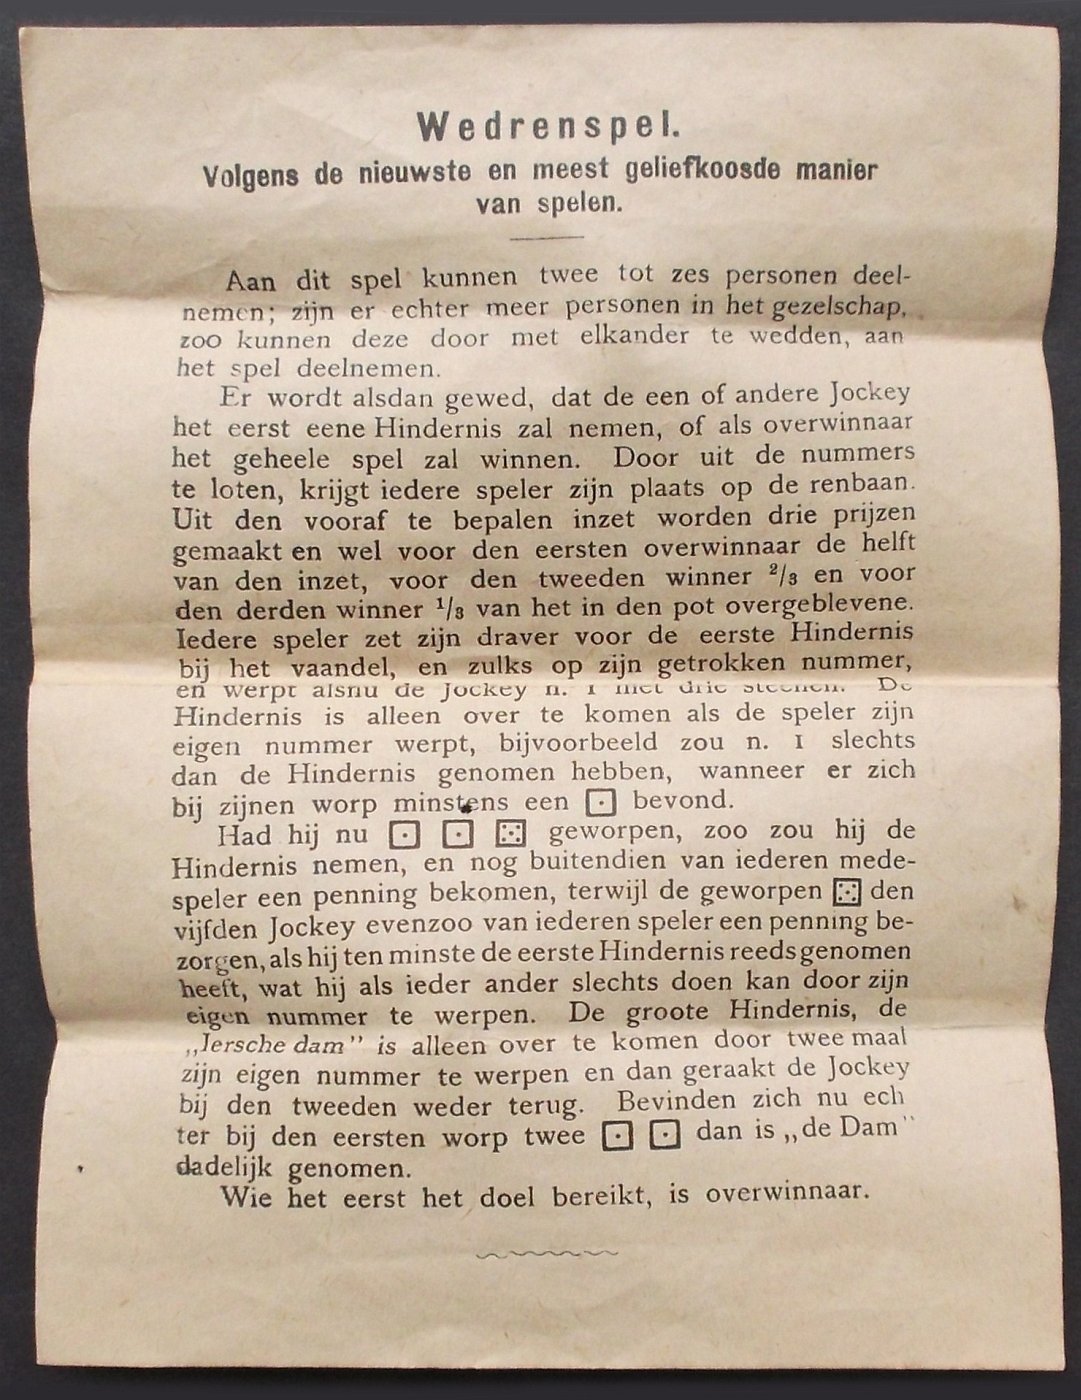 Wedrenspel.
Volgens de nieuwste en meest geliefkoosde manier
van spelen.
Aan dit spel kunnen twee tot zes personen deel-
nemen; zijn er echter meer personen in het gezelschap,
zoo kunnen deze door met elkander te wedden, aan
het spel deelnemen.
Er wordt alsdan gewed, dat de een of andere Jockey
het eerst eene Hindernis zal nemen, of als overwinnaar
het geheele spel zal winnen. Door uit de nummers
te loten, krijgt iedere speler zijn plaats op de renbaan.
Uit den vooraf te bepalen inzet worden drie prijzen
gemaakt en wel voor den eersten overwinnaar de helft
van den inzet, voor den tweeden winner ²/₃ en voor
den derden winner ¹/₃ van het in den pot overgeblevene.
Iedere speler zet zijn draver voor de eerste Hindernis
bij het vaandel, en zulks op zijn getrokken nummer,
en werpt alsnu de Jockey n. 1 met drie steenen. De
Hindernis is alleen over te komen als de speler zijn
eigen nummer werpt, bijvoorbeeld zou n. 1 slechts
dan de Hindernis genomen hebben, wanneer er zich
bij zijnen worp minstens een ⚀ bevond.
Had hij nu ⚀ ⚀ ⚄ geworpen, zoo zou hij de
Hindernis nemen, en nog buitendien van iederen mede-
speler een penning bekomen, terwijl de geworpen ⚄ den
vijfden Jockey evenzoo van iederen speler een penning be-
zorgen, als hij ten minste de eerste Hindernis reeds genomen
heeft, wat hij als ieder ander slechts doen kan door zijn
eigen nummer te werpen. De groote Hindernis, de
„Iersche dam” is alleen over te komen door twee maal
zijn eigen nummer te werpen en dan geraakt de Jockey
bij den tweeden weder terug. Bevinden zich nu ech
ter bij den eersten worp twee ⚀ ⚀ dan is „de Dam”
dadelijk genomen.
Wie het eerst het doel bereikt, is overwinnaar.